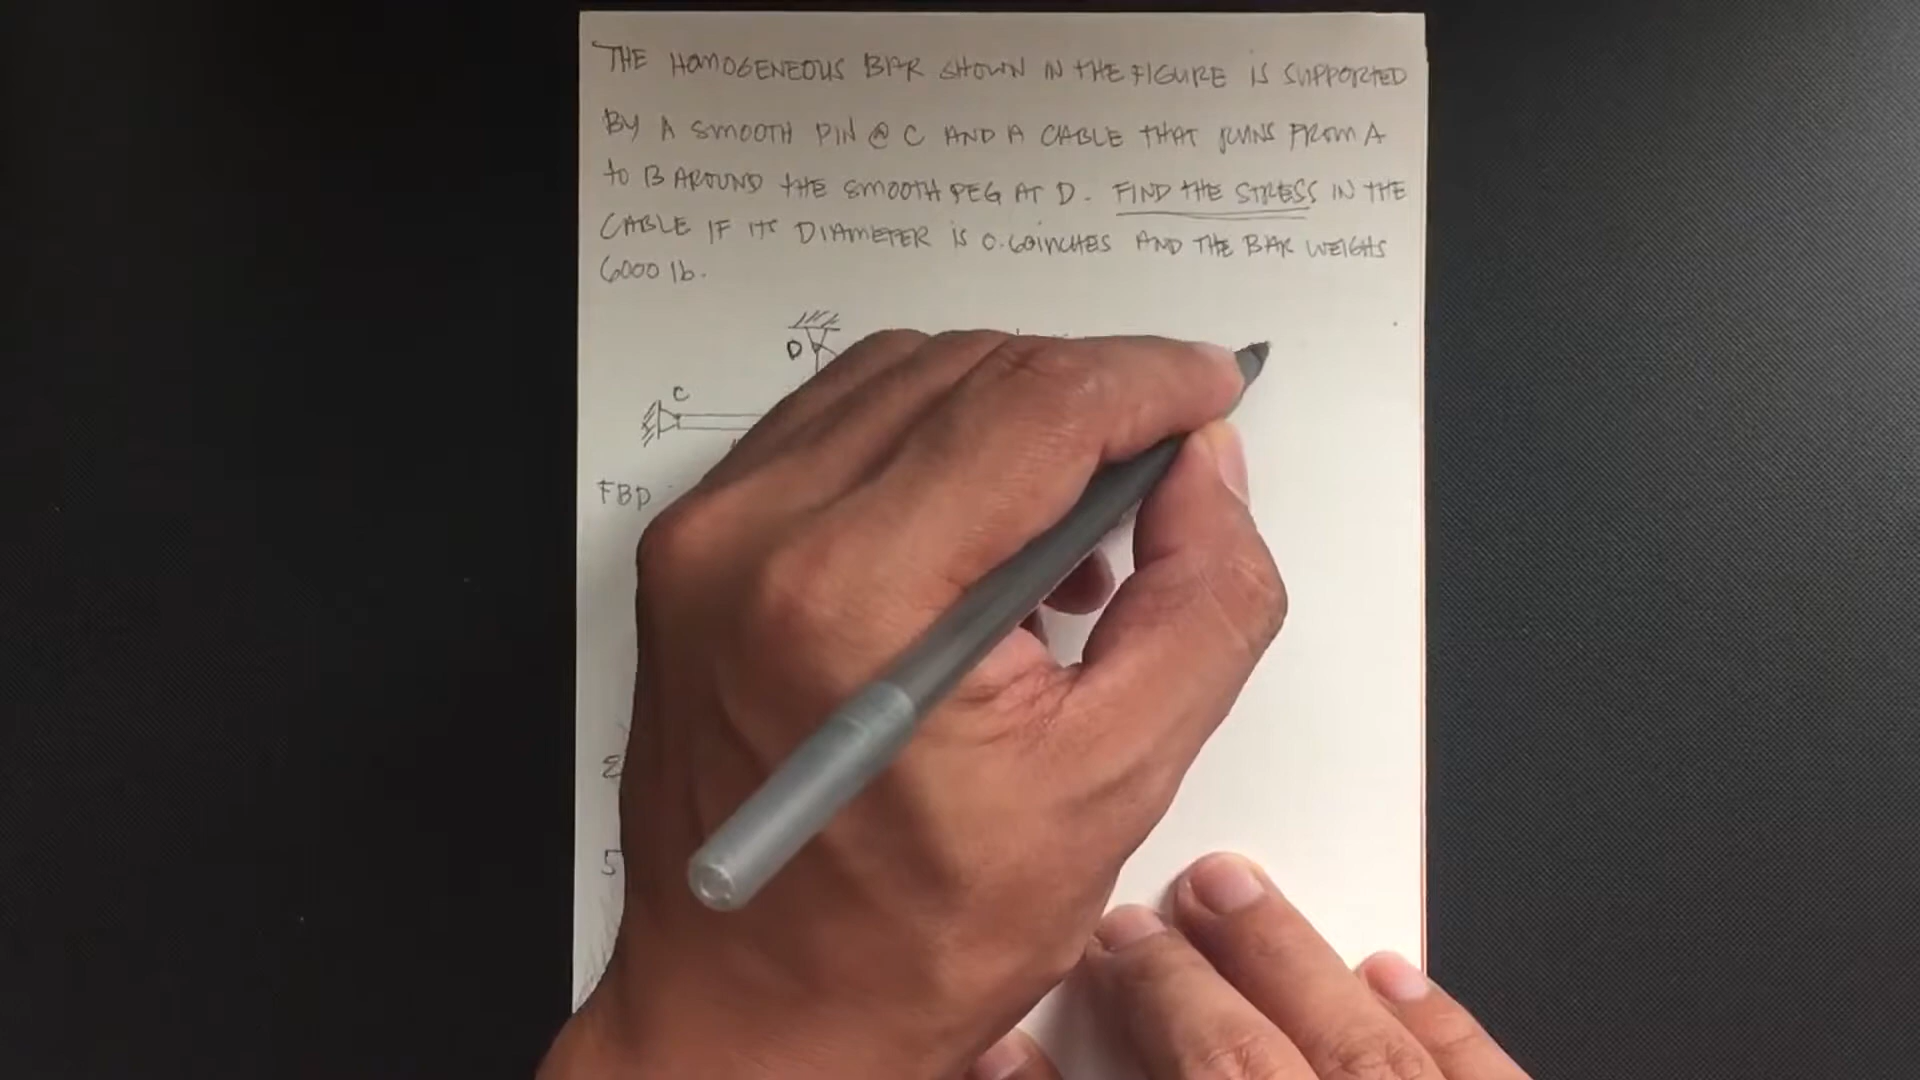 THE HOMOGENEOUS BAR SHOWN IN THE FIGURE IS SUPPORTED
BY A SMOOTH PIN @ C AND A CABLE THAT RUNS FROM A
TO B AROUND THE SMOOTH PEG AT D. FIND THE STRESS IN THE
CABLE IF ITS DIAMETER IS 0.60INCHES AND THE BAR WEIGHS
6000 lb.
D
C
FBD
Σ
5